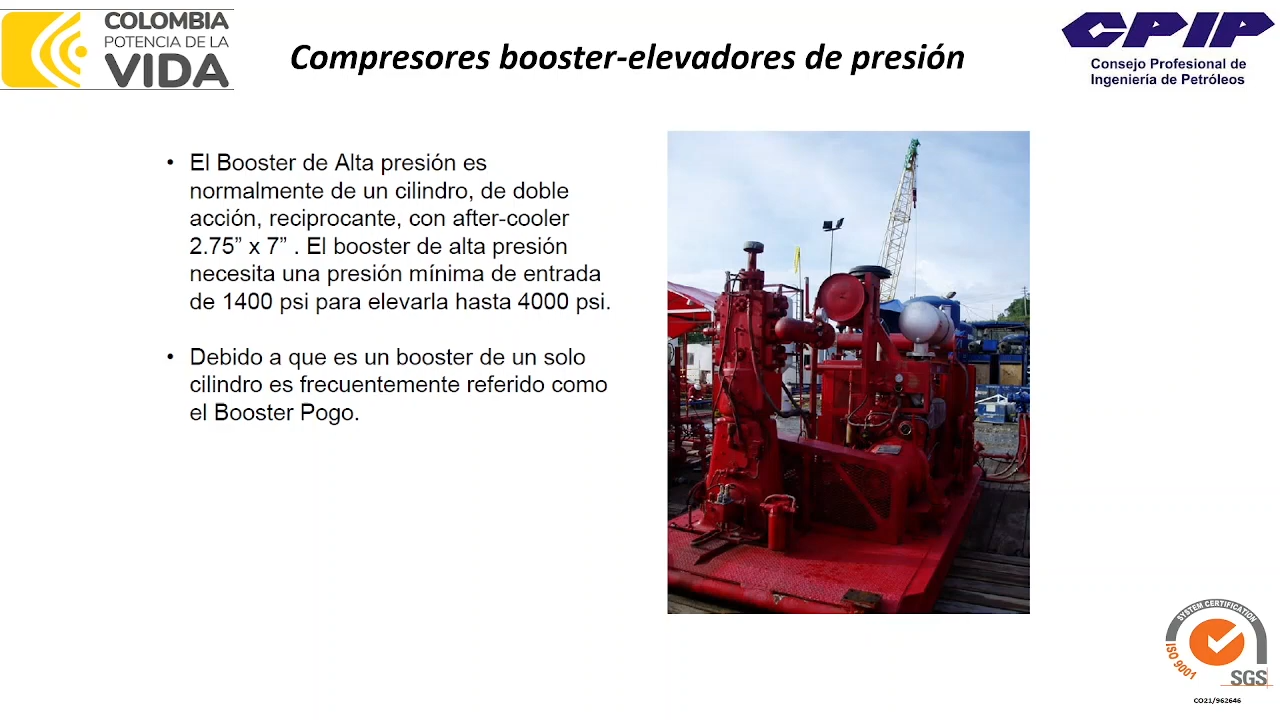 COLOMBIA
POTENCIA DE LA
VIDA
Compresores booster-elevadores de presión
CPIP
Consejo Profesional de
Ingeniería de Petróleos
• El Booster de Alta presión es
normalmente de un cilindro, de doble
acción, reciprocante, con after-cooler
2.75” x 7” . El booster de alta presión
necesita una presión mínima de entrada
de 1400 psi para elevarla hasta 4000 psi.
• Debido a que es un booster de un solo
cilindro es frecuentemente referido como
el Booster Pogo.
SYSTEM CERTIFICATION
ISO 9001
SGS
CO21/962646